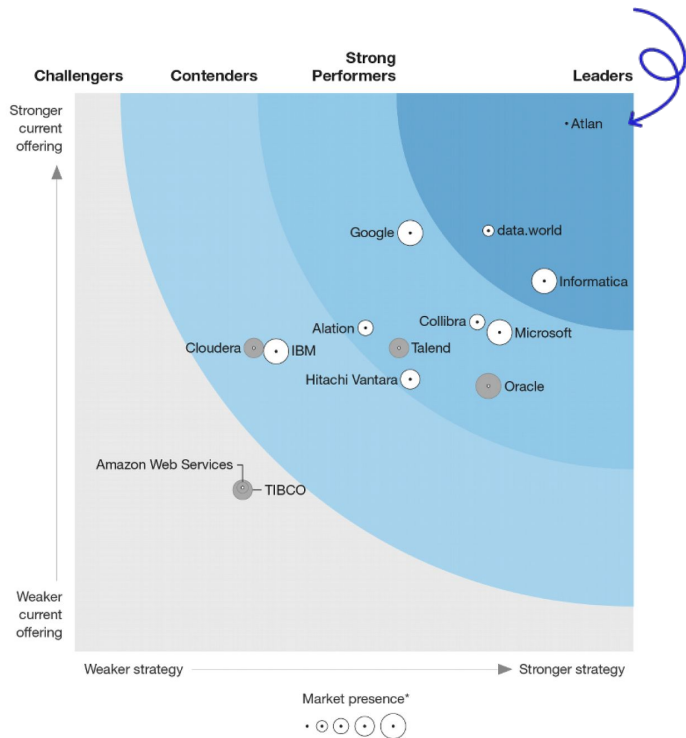 Challengers
Contenders
Strong
Performers
Leaders
Stronger
current
offering
Atlan
Google
data.world
Informatica
Alation
Collibra
Microsoft
Cloudera
IBM
Talend
Hitachi Vantara
Oracle
Amazon Web Services
TIBCO
Weaker
current
offering
Weaker strategy
Stronger strategy
Market presence*